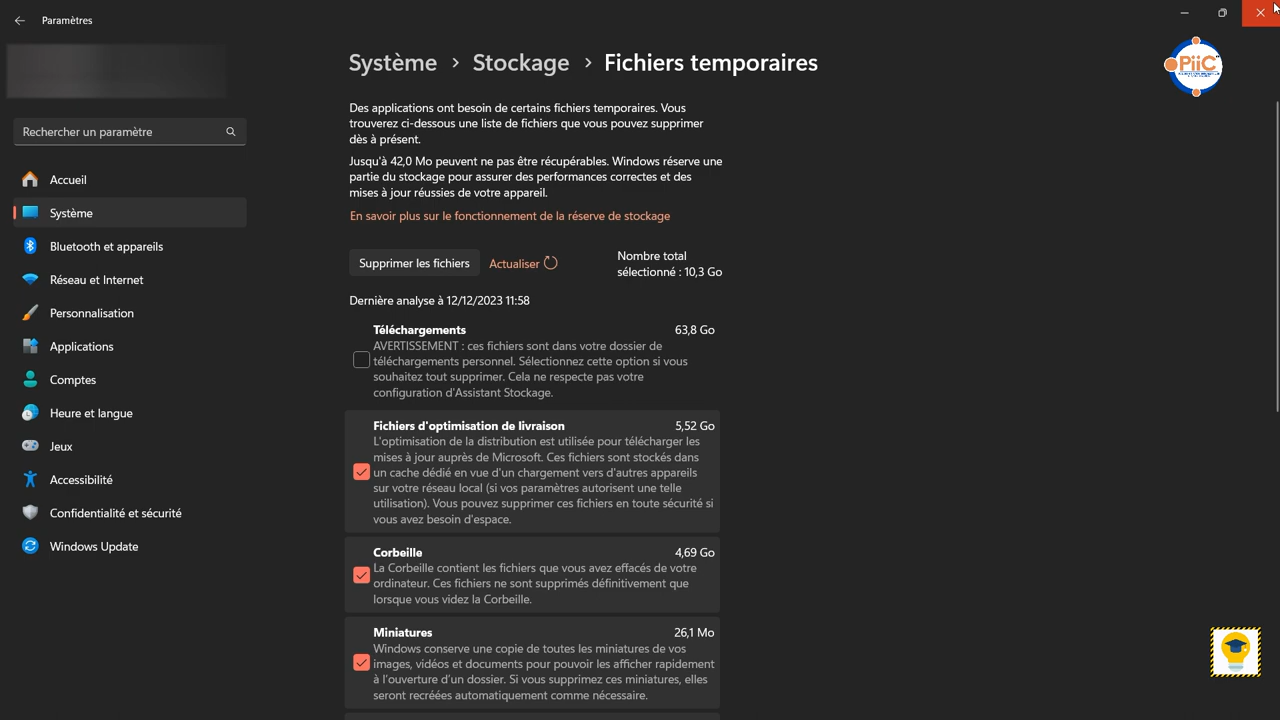 Paramètres
Rechercher un paramètre
Accueil
Système
Bluetooth et appareils
Réseau et Internet
Personnalisation
Applications
Comptes
Heure et langue
Jeux
Accessibilité
Confidentialité et sécurité
Windows Update
Système > Stockage > Fichiers temporaires
PiiC
Des applications ont besoin de certains fichiers temporaires. Vous
trouverez ci-dessous une liste de fichiers que vous pouvez supprimer
dès à présent.
Jusqu'à 42,0 Mo peuvent ne pas être récupérables. Windows réserve une
partie du stockage pour assurer des performances correctes et des
mises à jour réussies de votre appareil.
En savoir plus sur le fonctionnement de la réserve de stockage
Supprimer les fichiers
Actualiser
Nombre total
sélectionné : 10,3 Go
Dernière analyse à 12/12/2023 11:58
Téléchargements 63,8 Go
AVERTISSEMENT : ces fichiers sont dans votre dossier de
téléchargements personnel. Sélectionnez cette option si vous
souhaitez tout supprimer. Cela ne respecte pas votre
configuration d'Assistant Stockage.
Fichiers d'optimisation de livraison 5,52 Go
L'optimisation de la distribution est utilisée pour télécharger les
mises à jour auprès de Microsoft. Ces fichiers sont stockés dans
un cache dédié en vue d'un chargement vers d'autres appareils
sur votre réseau local (si vos paramètres autorisent une telle
utilisation). Vous pouvez supprimer ces fichiers en toute sécurité si
vous avez besoin d'espace.
Corbeille 4,69 Go
La Corbeille contient les fichiers que vous avez effacés de votre
ordinateur. Ces fichiers ne sont supprimés définitivement que
lorsque vous videz la Corbeille.
Miniatures 26,1 Mo
Windows conserve une copie de toutes les miniatures de vos
images, vidéos et documents pour pouvoir les afficher rapidement
à l'ouverture d'un dossier. Si vous supprimez ces miniatures, elles
seront recréées automatiquement comme nécessaire.